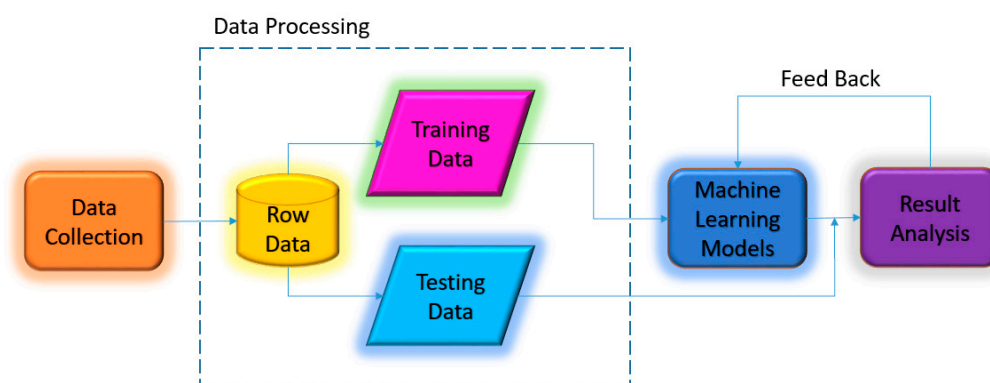 Data Processing
Feed Back
Training
Data
Data
Collection
Row
Data
Machine
Learning
Models
Result
Analysis
Testing
Data